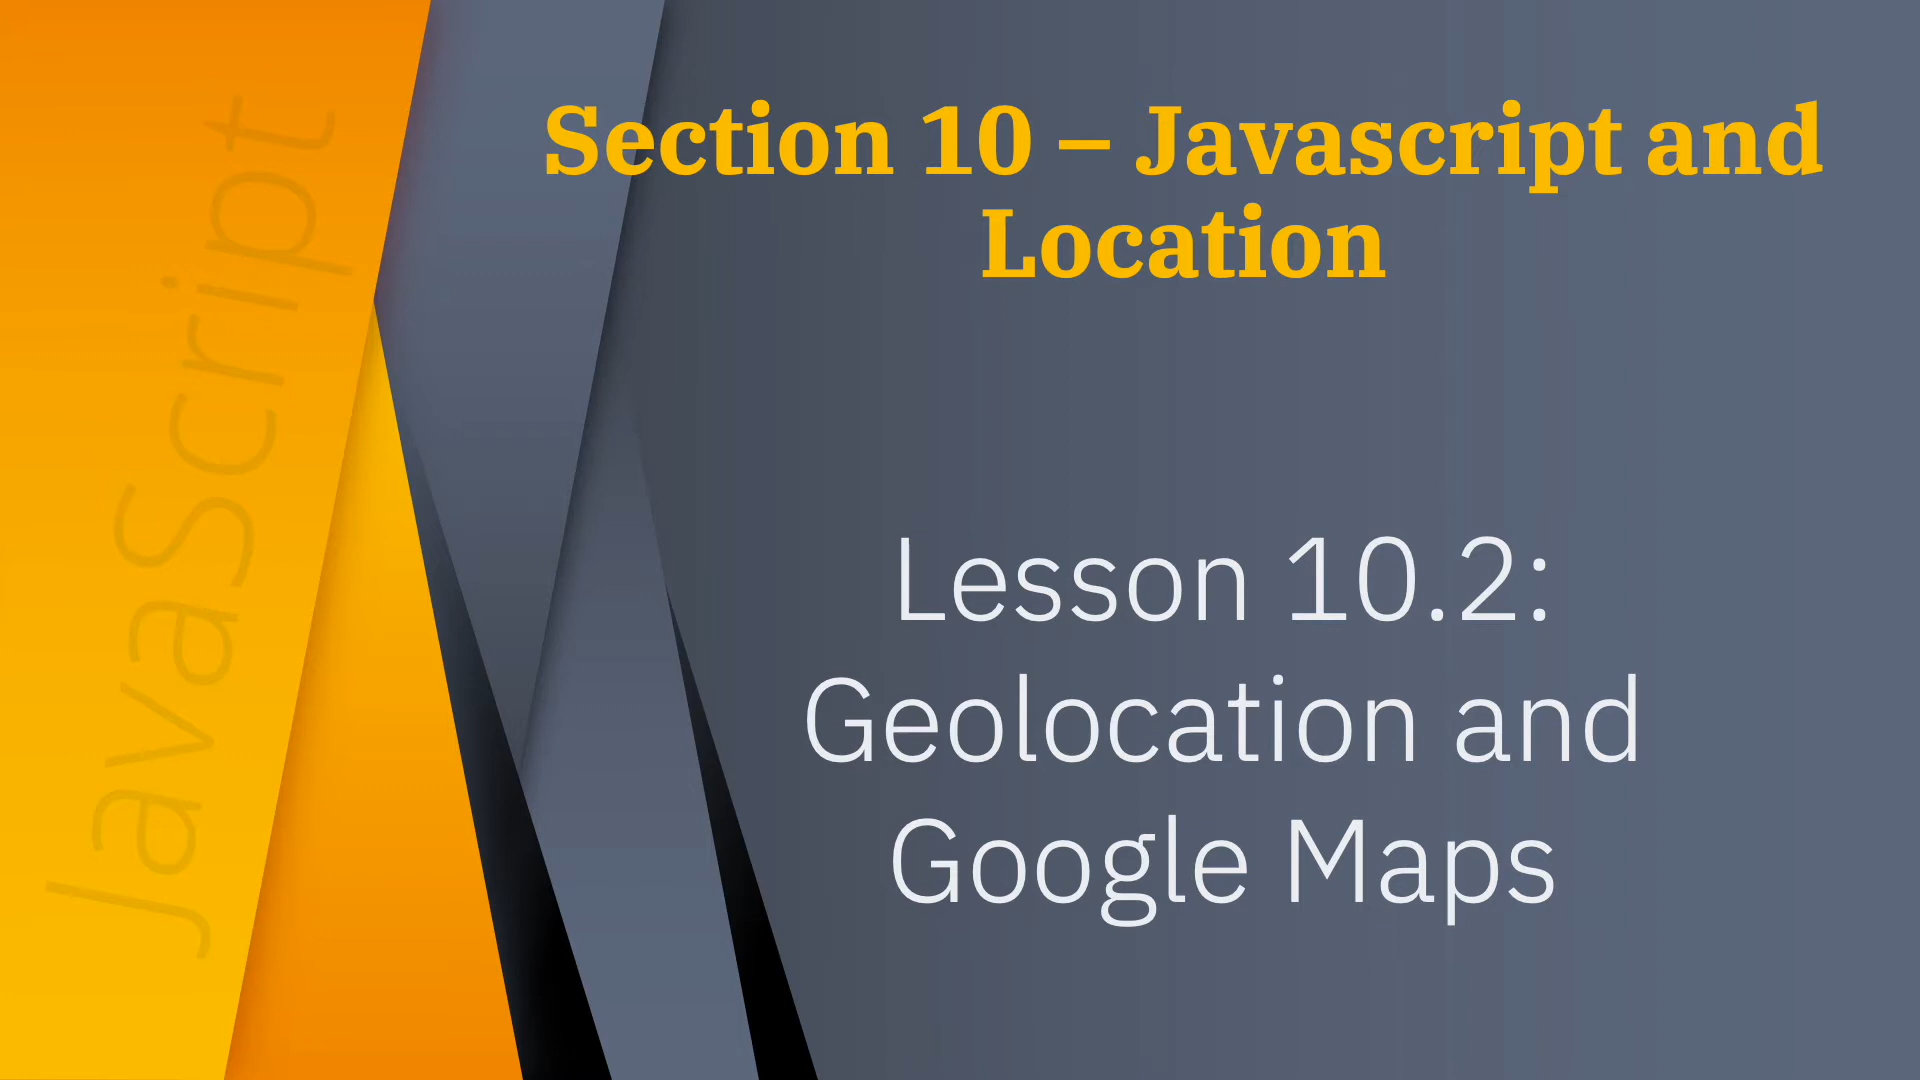 Section 10 – Javascript and
Location
JavaScript
Lesson 10.2:
Geolocation and
Google Maps